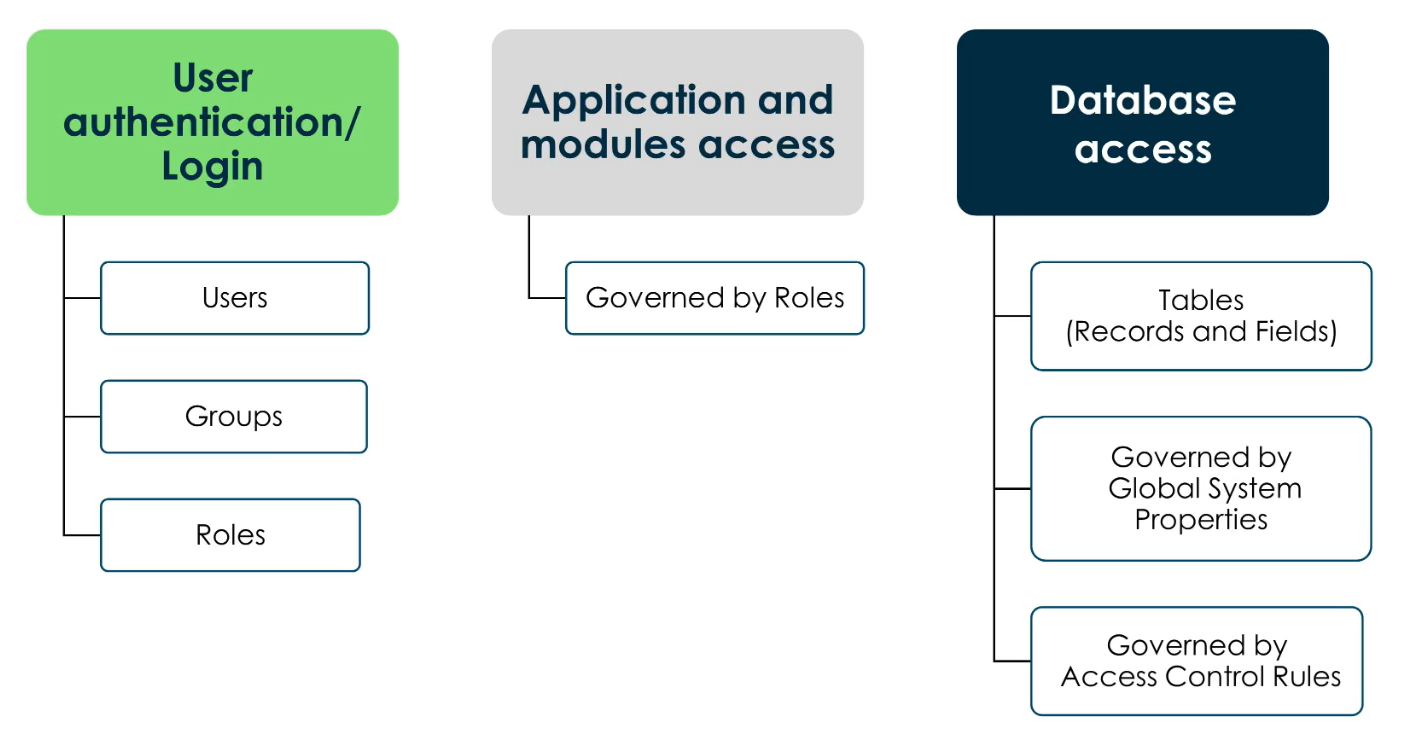 User
authentication/
Login
Users
Groups
Roles
Application and
modules access
Governed by Roles
Database
access
Tables
(Records and Fields)
Governed by
Global System
Properties
Governed by
Access Control Rules